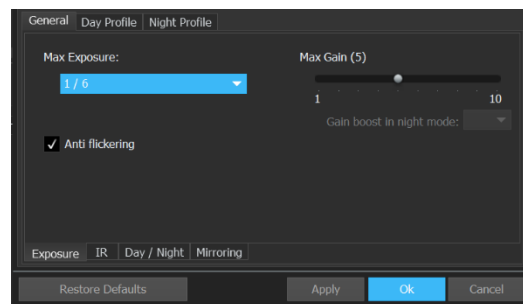 General Day Profile Night Profile
Max Exposure:
1 / 6
Max Gain (5)
1 10
Gain boost in night mode:
Anti flickering
Exposure IR Day / Night Mirroring
Restore Defaults Apply Ok Cancel